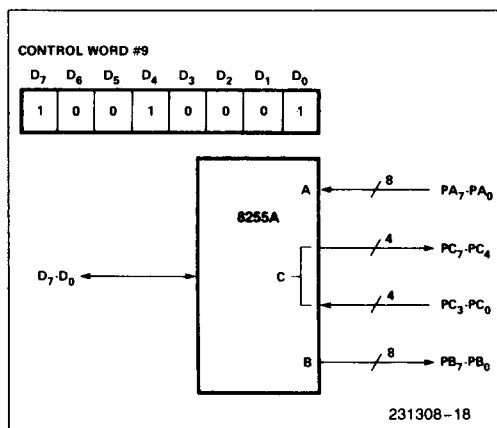 CONTROL WORD #9
D7 D6 D5 D4 D3 D2 D1 D0
1 0 0 1 0 0 0 1
8255A
A 8 PA7-PA0
4 PC7-PC4
D7-D0 C
4 PC3-PC0
B 8 PB7-PB0
231308-18